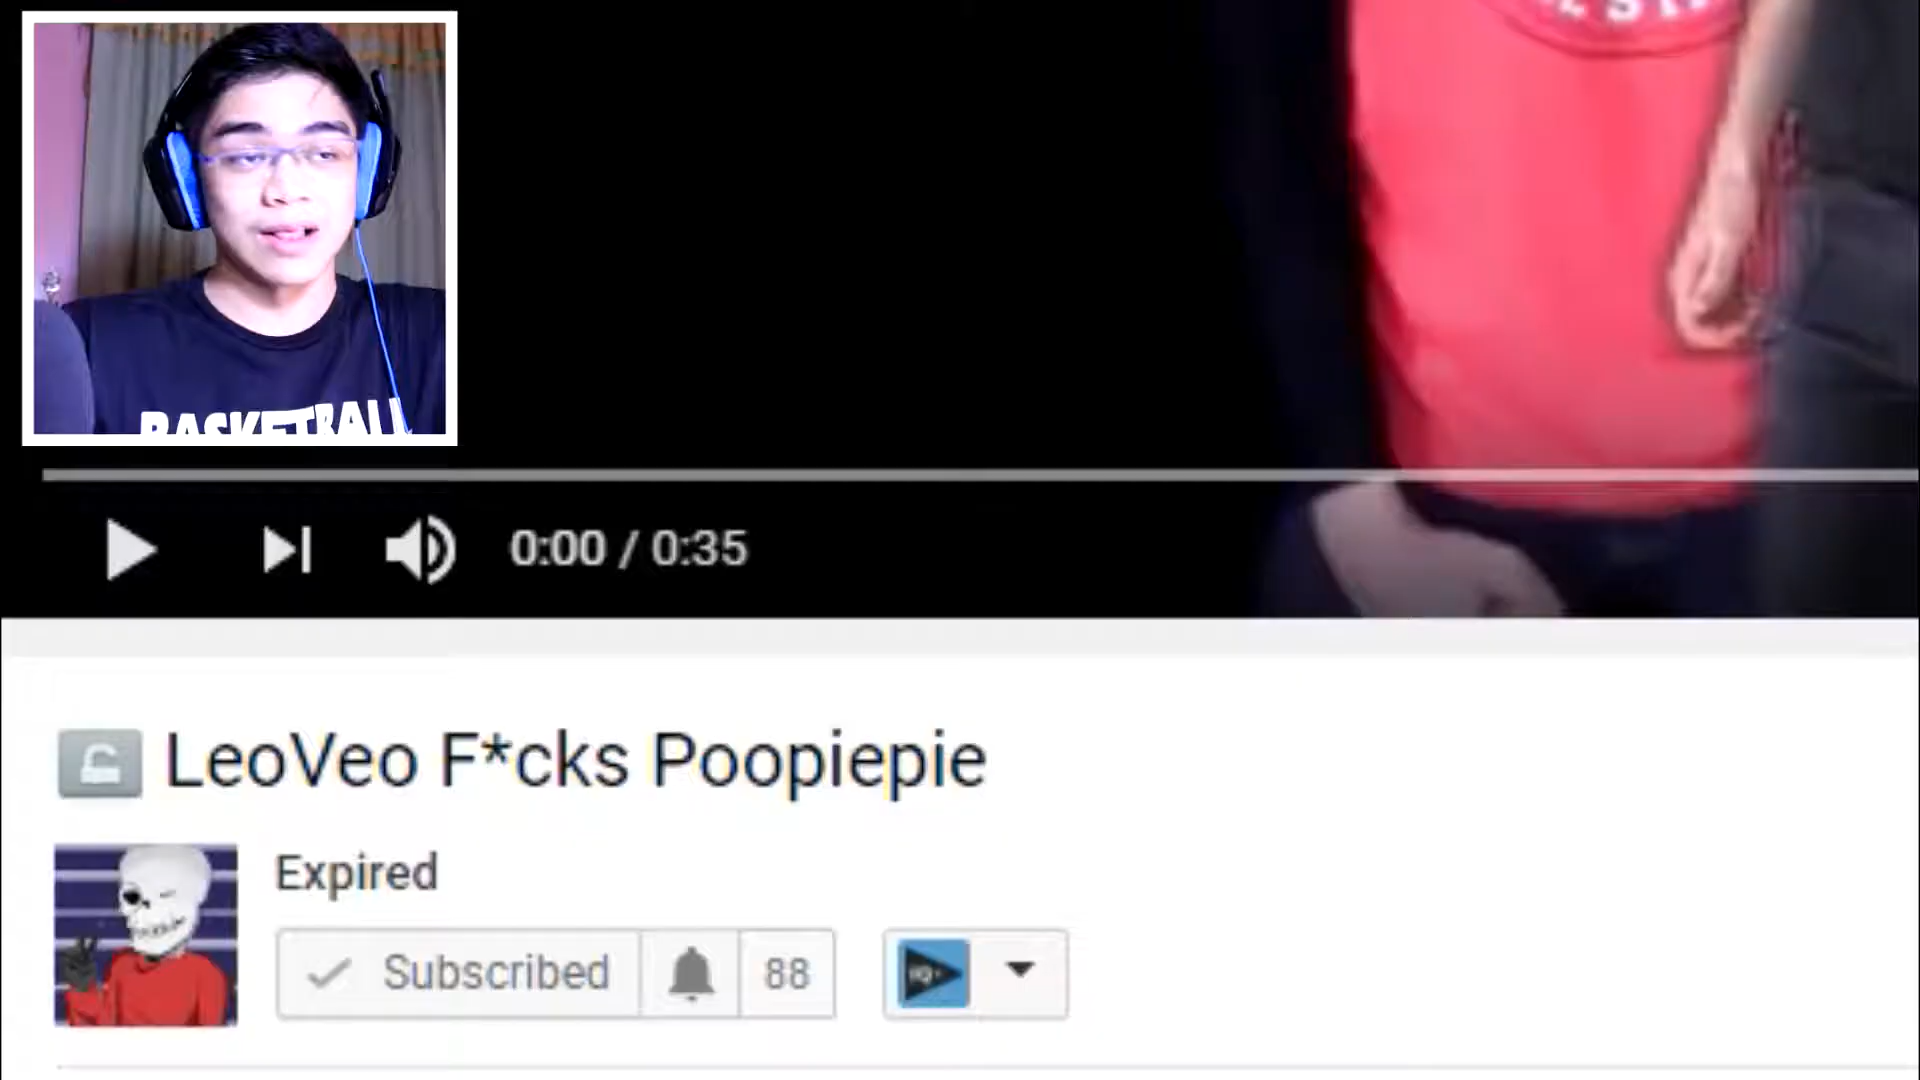 BASKETBALL
0:00 / 0:35
LeoVeo F*cks Poopiepie
Expired
Subscribed
88